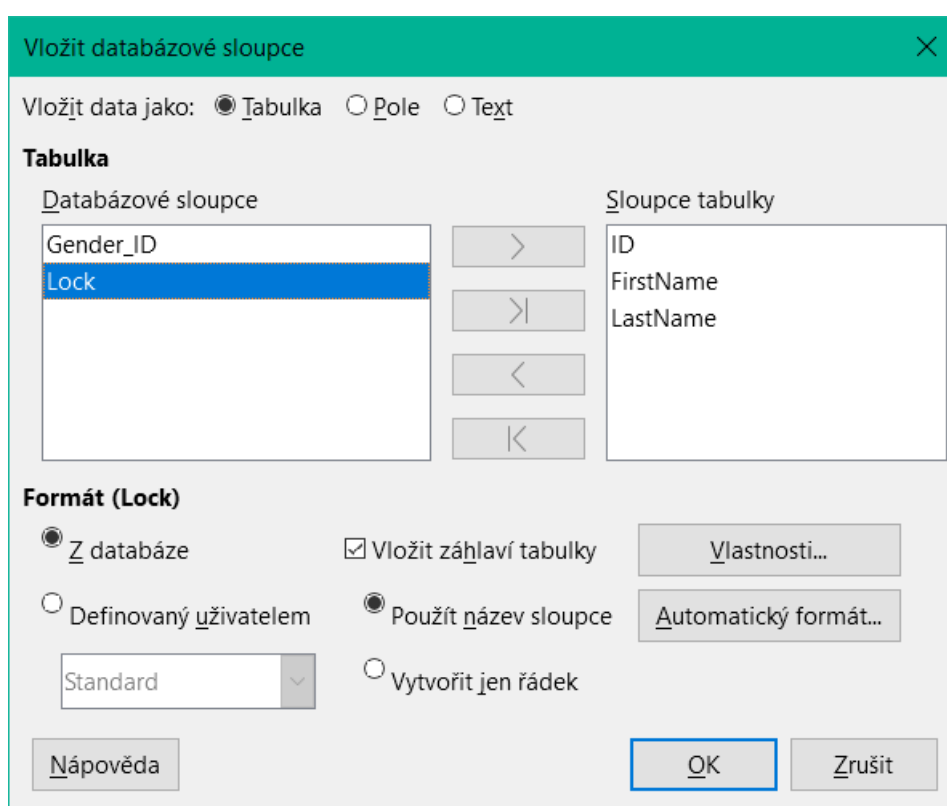 Vložit databázové sloupce
Vložit data jako: Tabulka Pole Text
Tabulka
Databázové sloupce Sloupce tabulky
Gender_ID ID
Lock FirstName
LastName
Formát (Lock)
Z databáze Vložit záhlaví tabulky Vlastnosti...
Definovaný uživatelem Použít název sloupce Automatický formát...
Standard Vytvořit jen řádek
Nápověda OK Zrušit